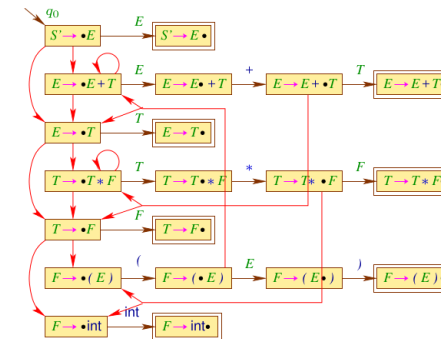 q₀
E
S' → •E
S' → E•
E
+
T
E → •E+T
E → E•+T
E → E+•T
E → E+T
T
E → •T
E → T•
T
*
F
T → •T*F
T → T•*F
T → T*•F
T → T*F
F
T → •F
T → F•
(
E
)
F → •(E)
F → (•E)
F → (E•)
F → (E)
int
F → •int
F → int•